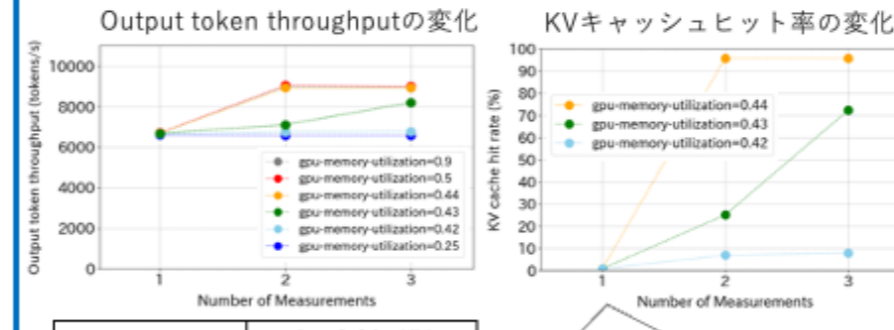 Output token throughputの変化
Output token throughput (tokens/s)
10000
8000
6000
4000
2000
0
gpu-memory-utilization=0.9
gpu-memory-utilization=0.5
gpu-memory-utilization=0.44
gpu-memory-utilization=0.43
gpu-memory-utilization=0.42
gpu-memory-utilization=0.25
1 2 3
Number of Measurements
KVキャッシュヒット率の変化
KV cache hit rate (%)
100
90
80
70
60
50
40
30
20
10
0
gpu-memory-utilization=0.44
gpu-memory-utilization=0.43
gpu-memory-utilization=0.42
1 2 3
Number of Measurements